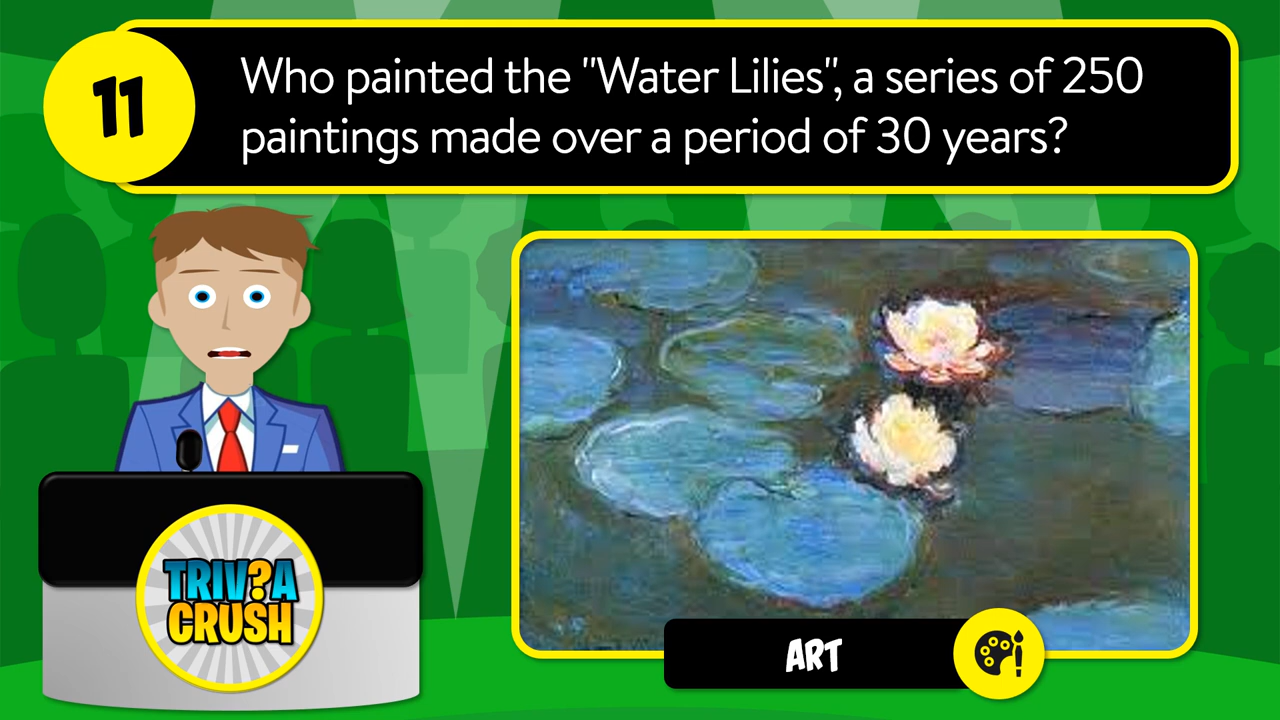 11
Who painted the "Water Lilies", a series of 250
paintings made over a period of 30 years?
TRIV?A
CRUSH
ART